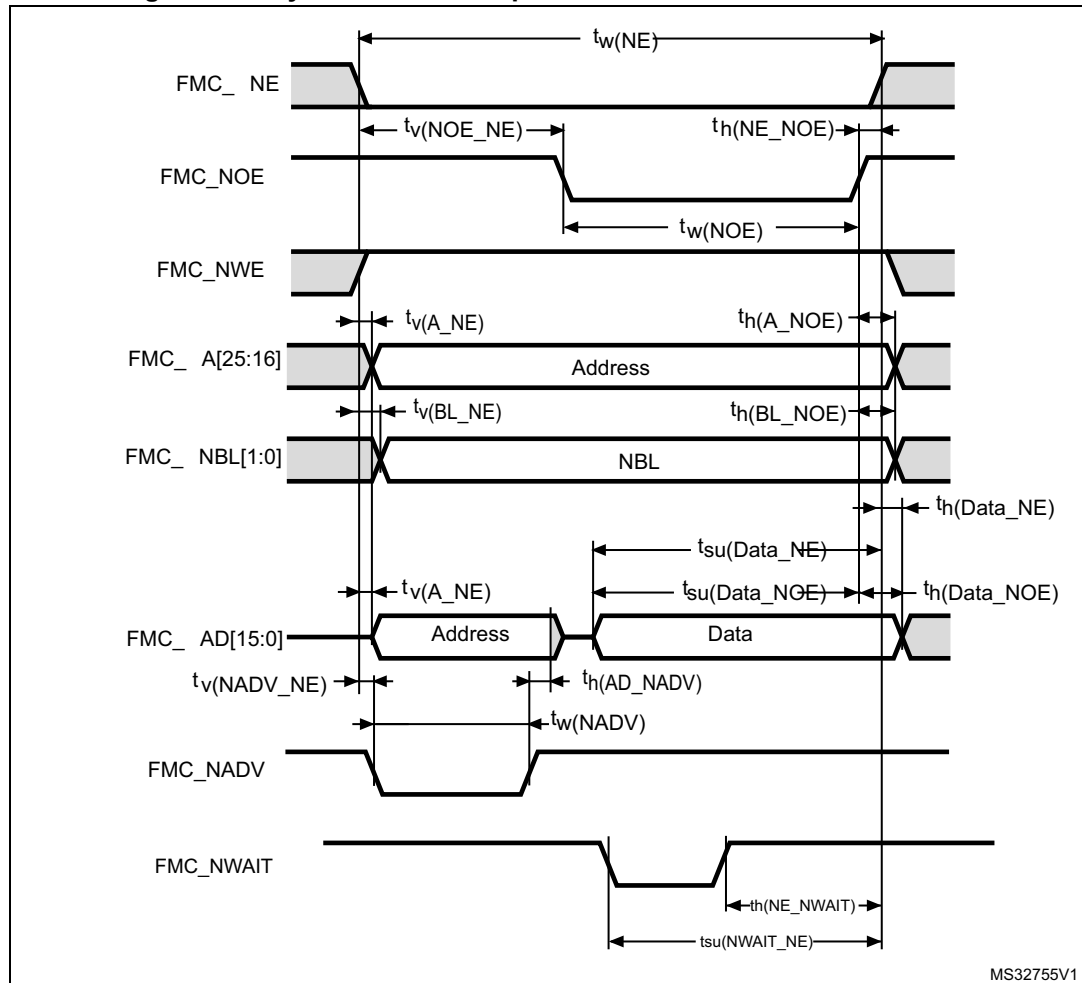 tw(NE)
FMC_ NE
tv(NOE_NE)
th(NE_NOE)
FMC_NOE
tw(NOE)
FMC_NWE
tv(A_NE)
th(A_NOE)
FMC_ A[25:16]
Address
tv(BL_NE)
th(BL_NOE)
FMC_ NBL[1:0]
NBL
th(Data_NE)
tsu(Data_NE)
tv(A_NE)
tsu(Data_NOE)
th(Data_NOE)
FMC_ AD[15:0]
Address
Data
tv(NADV_NE)
th(AD_NADV)
tw(NADV)
FMC_NADV
FMC_NWAIT
th(NE_NWAIT)
tsu(NWAIT_NE)
MS32755V1